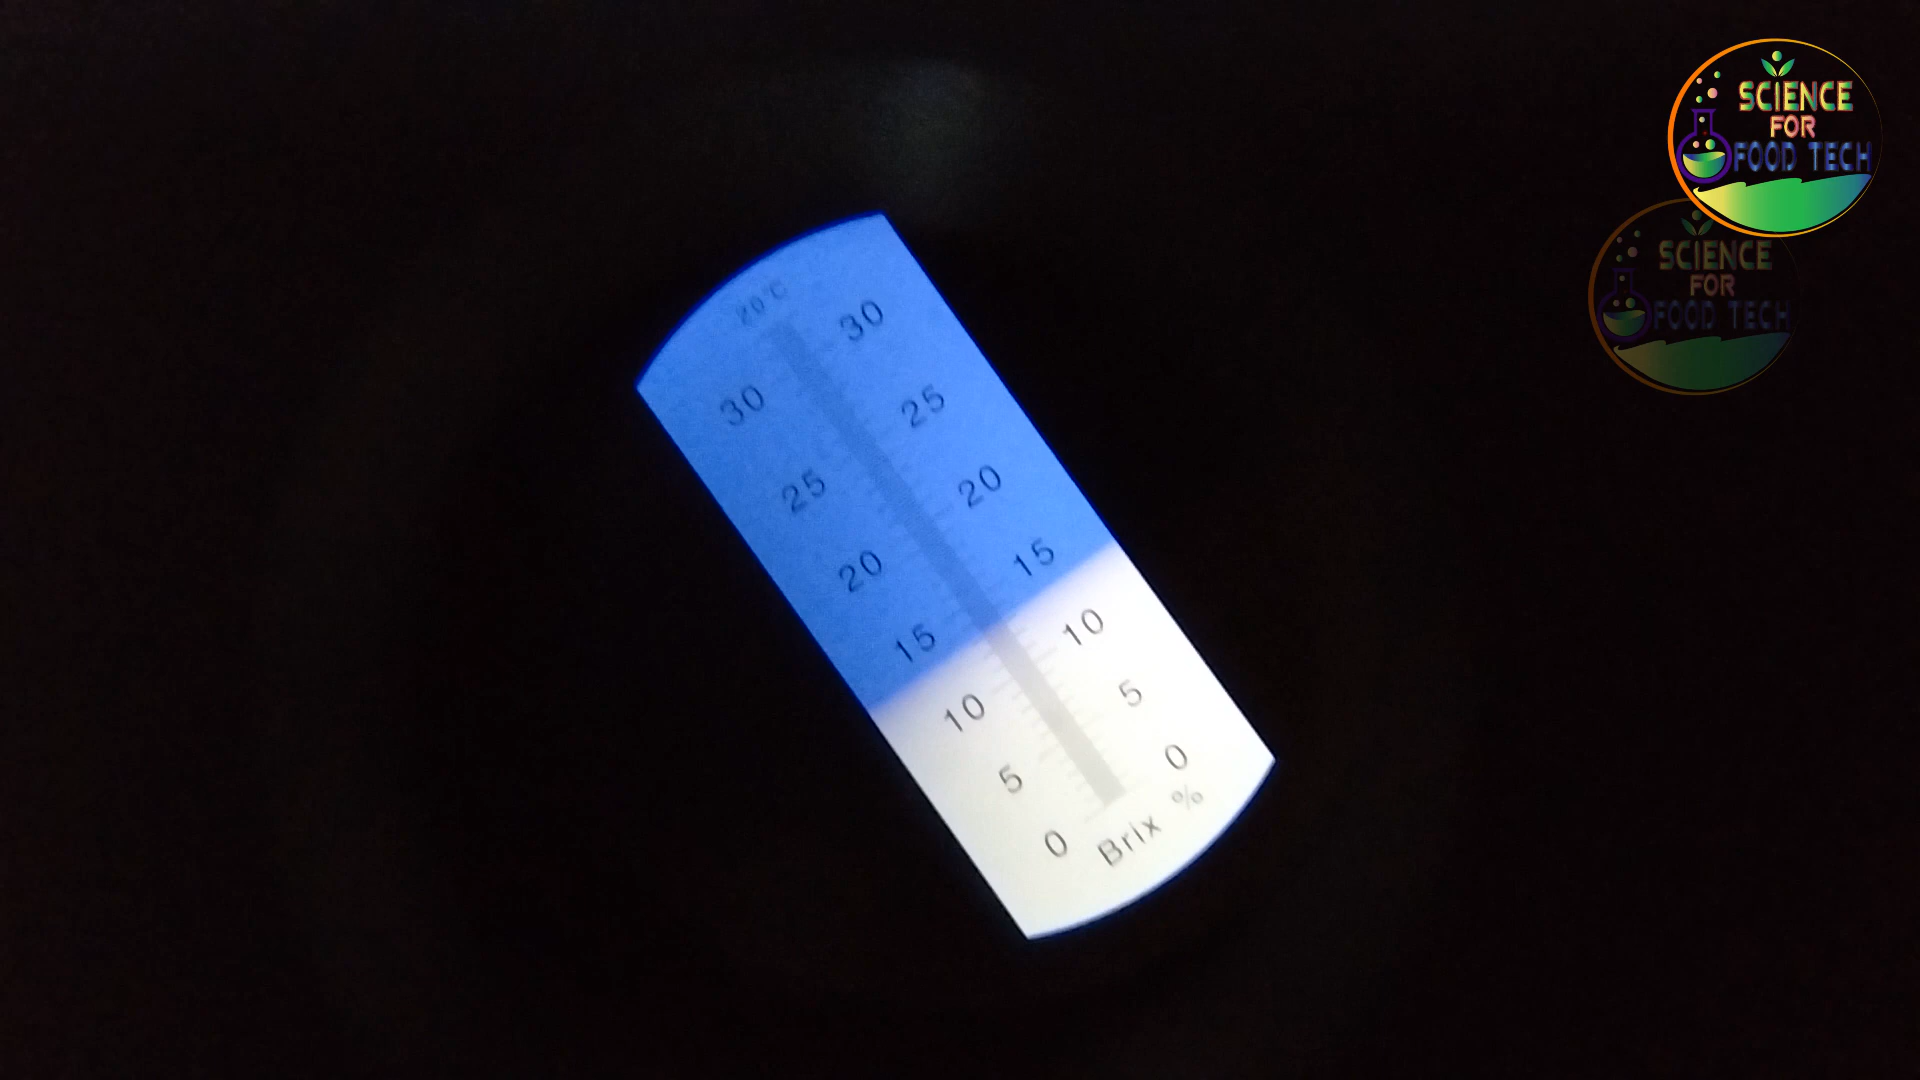 SCIENCE
FOR
FOOD TECH
SCIENCE
FOR
FOOD TECH
20°C
30 30
25 25
20 20
15 15
10 10
5 5
0 0
Brix %